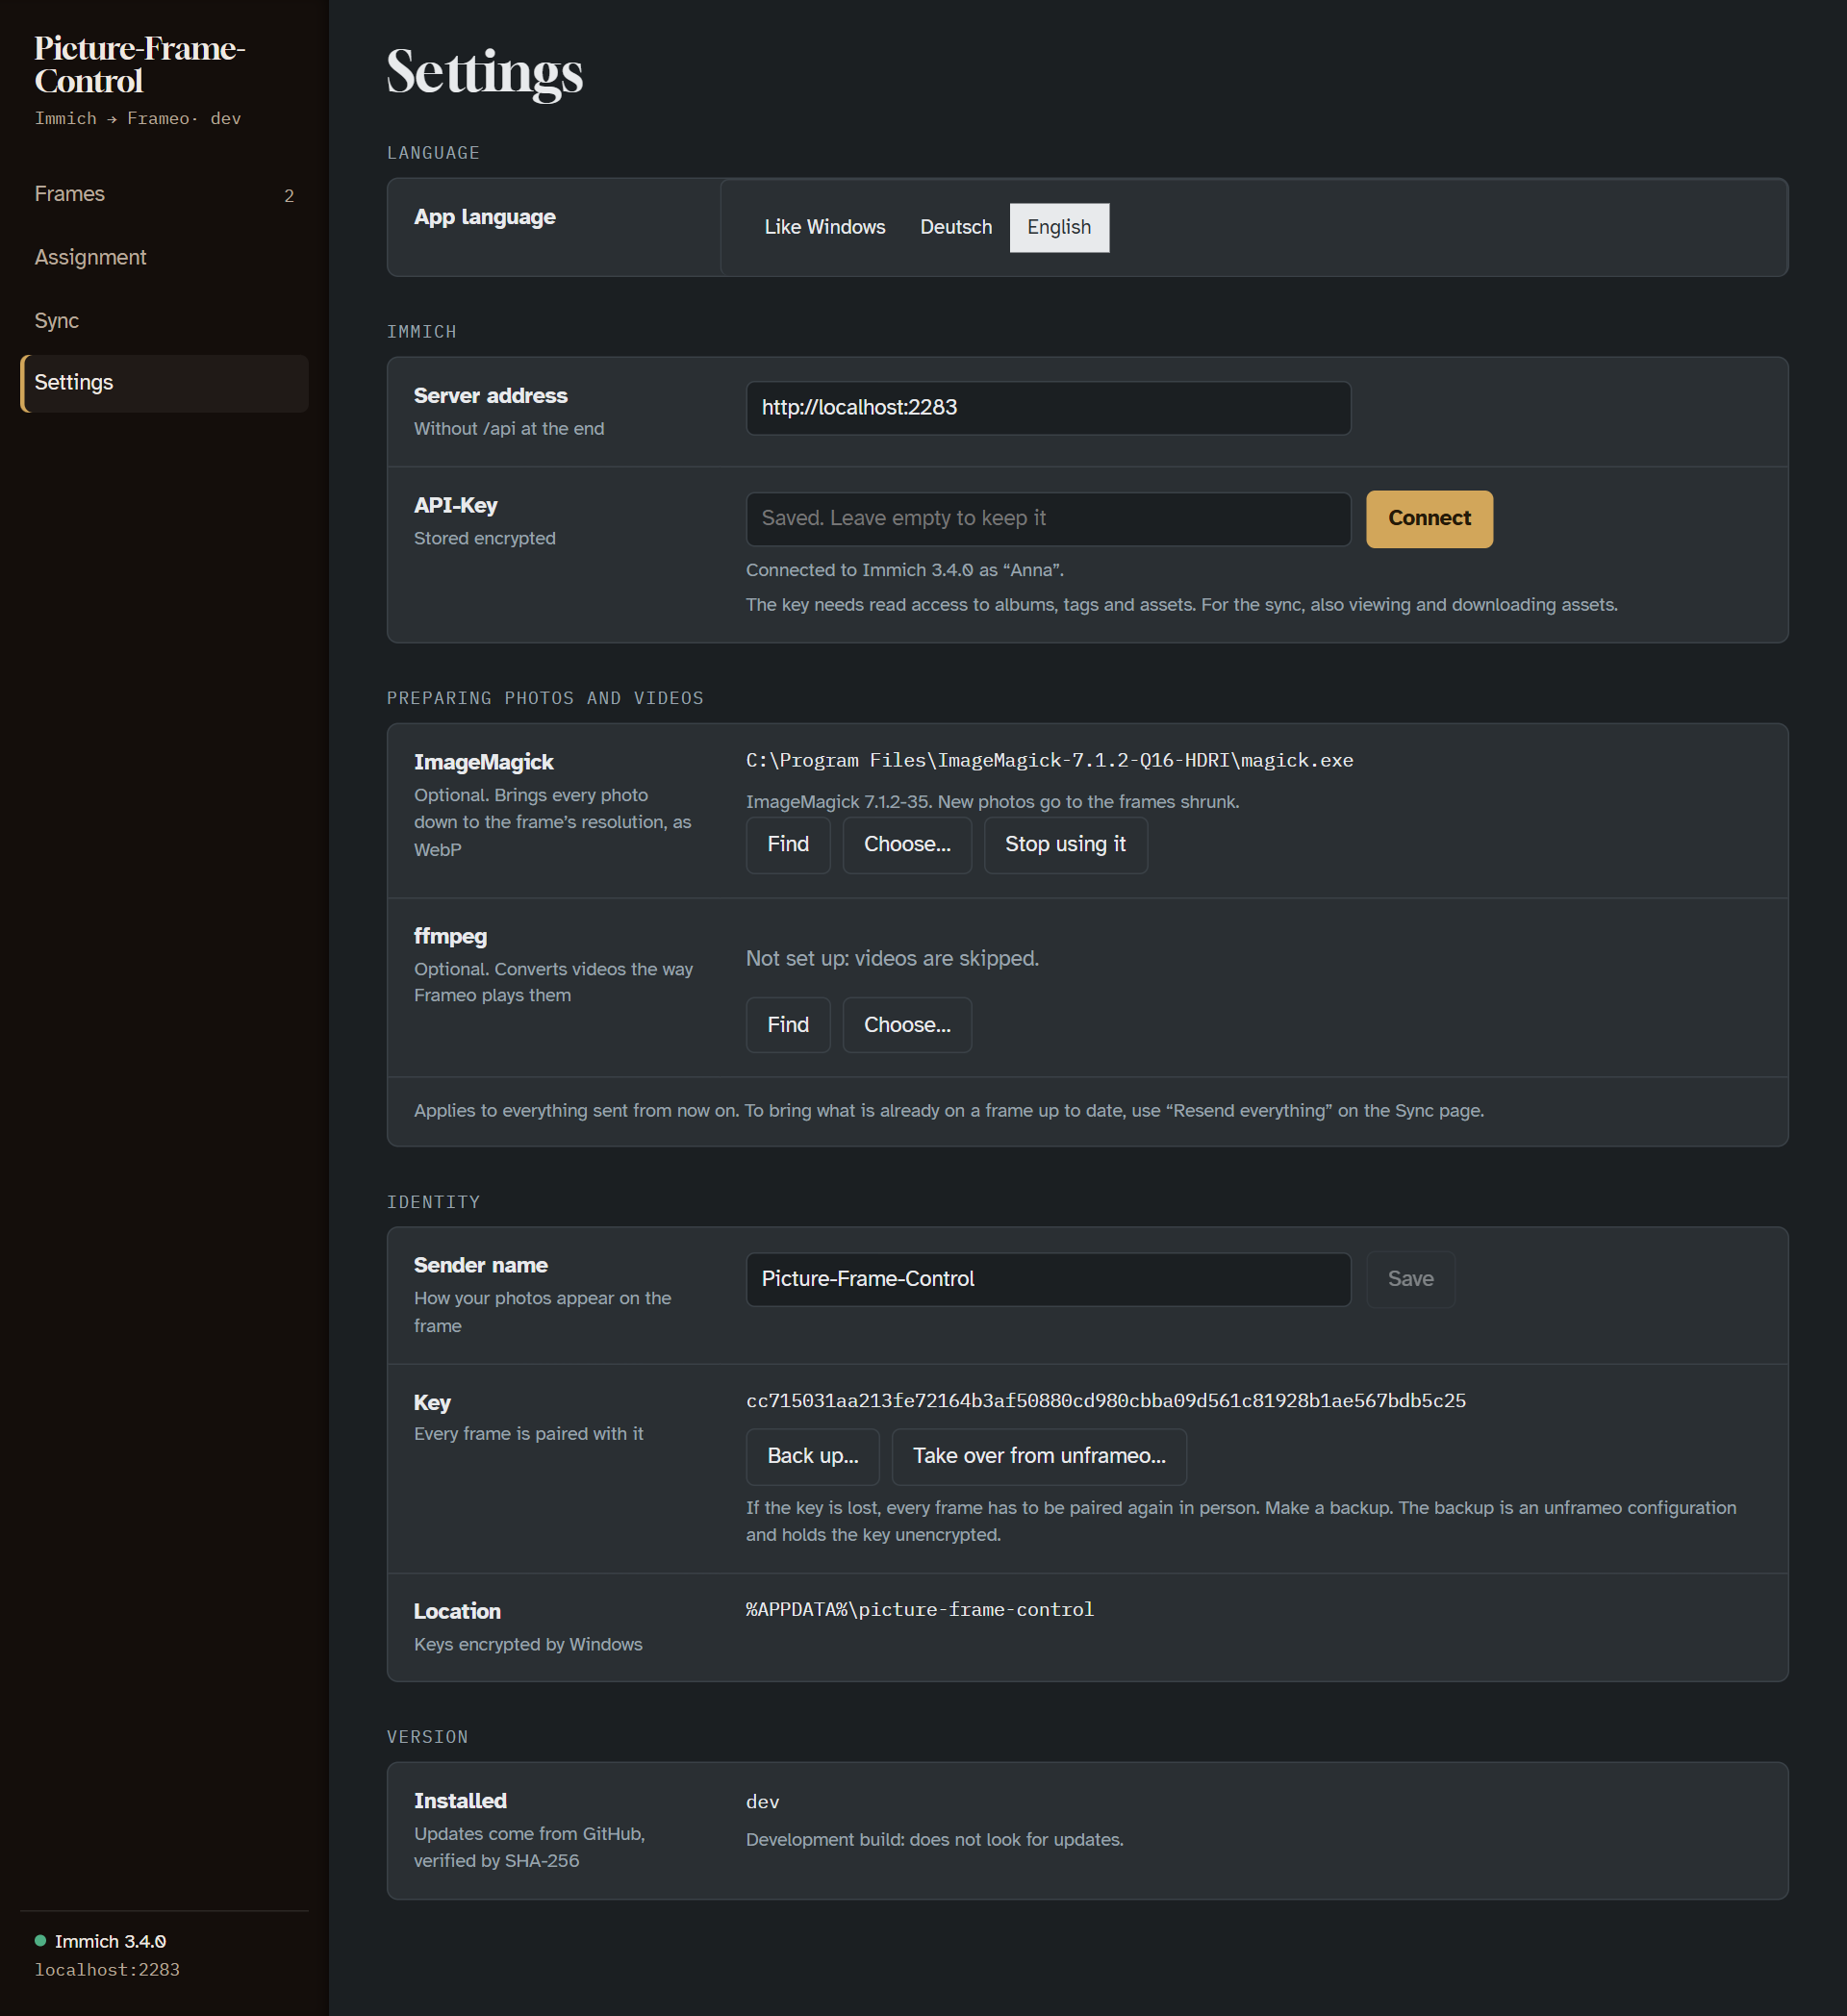 Picture-Frame-
Control
Immich → Frameo· dev
Frames 2
Assignment
Sync
Settings
Immich 3.4.0
localhost:2283
Settings
LANGUAGE
App language
Like Windows Deutsch English
IMMICH
Server address
Without /api at the end
http://localhost:2283
API-Key
Stored encrypted
Saved. Leave empty to keep it
Connect
Connected to Immich 3.4.0 as “Anna”.
The key needs read access to albums, tags and assets. For the sync, also viewing and downloading assets.
PREPARING PHOTOS AND VIDEOS
ImageMagick
Optional. Brings every photo
down to the frame’s resolution, as
WebP
C:\Program Files\ImageMagick-7.1.2-Q16-HDRI\magick.exe
ImageMagick 7.1.2-35. New photos go to the frames shrunk.
Find Choose… Stop using it
ffmpeg
Optional. Converts videos the way
Frameo plays them
Not set up: videos are skipped.
Find Choose…
Applies to everything sent from now on. To bring what is already on a frame up to date, use “Resend everything” on the Sync page.
IDENTITY
Sender name
How your photos appear on the
frame
Picture-Frame-Control
Save
Key
Every frame is paired with it
cc715031aa213fe72164b3af50880cd980cbba09d561c81928b1ae567bdb5c25
Back up… Take over from unframeo…
If the key is lost, every frame has to be paired again in person. Make a backup. The backup is an unframeo configuration
and holds the key unencrypted.
Location
Keys encrypted by Windows
%APPDATA%\picture-frame-control
VERSION
Installed
Updates come from GitHub,
verified by SHA-256
dev
Development build: does not look for updates.